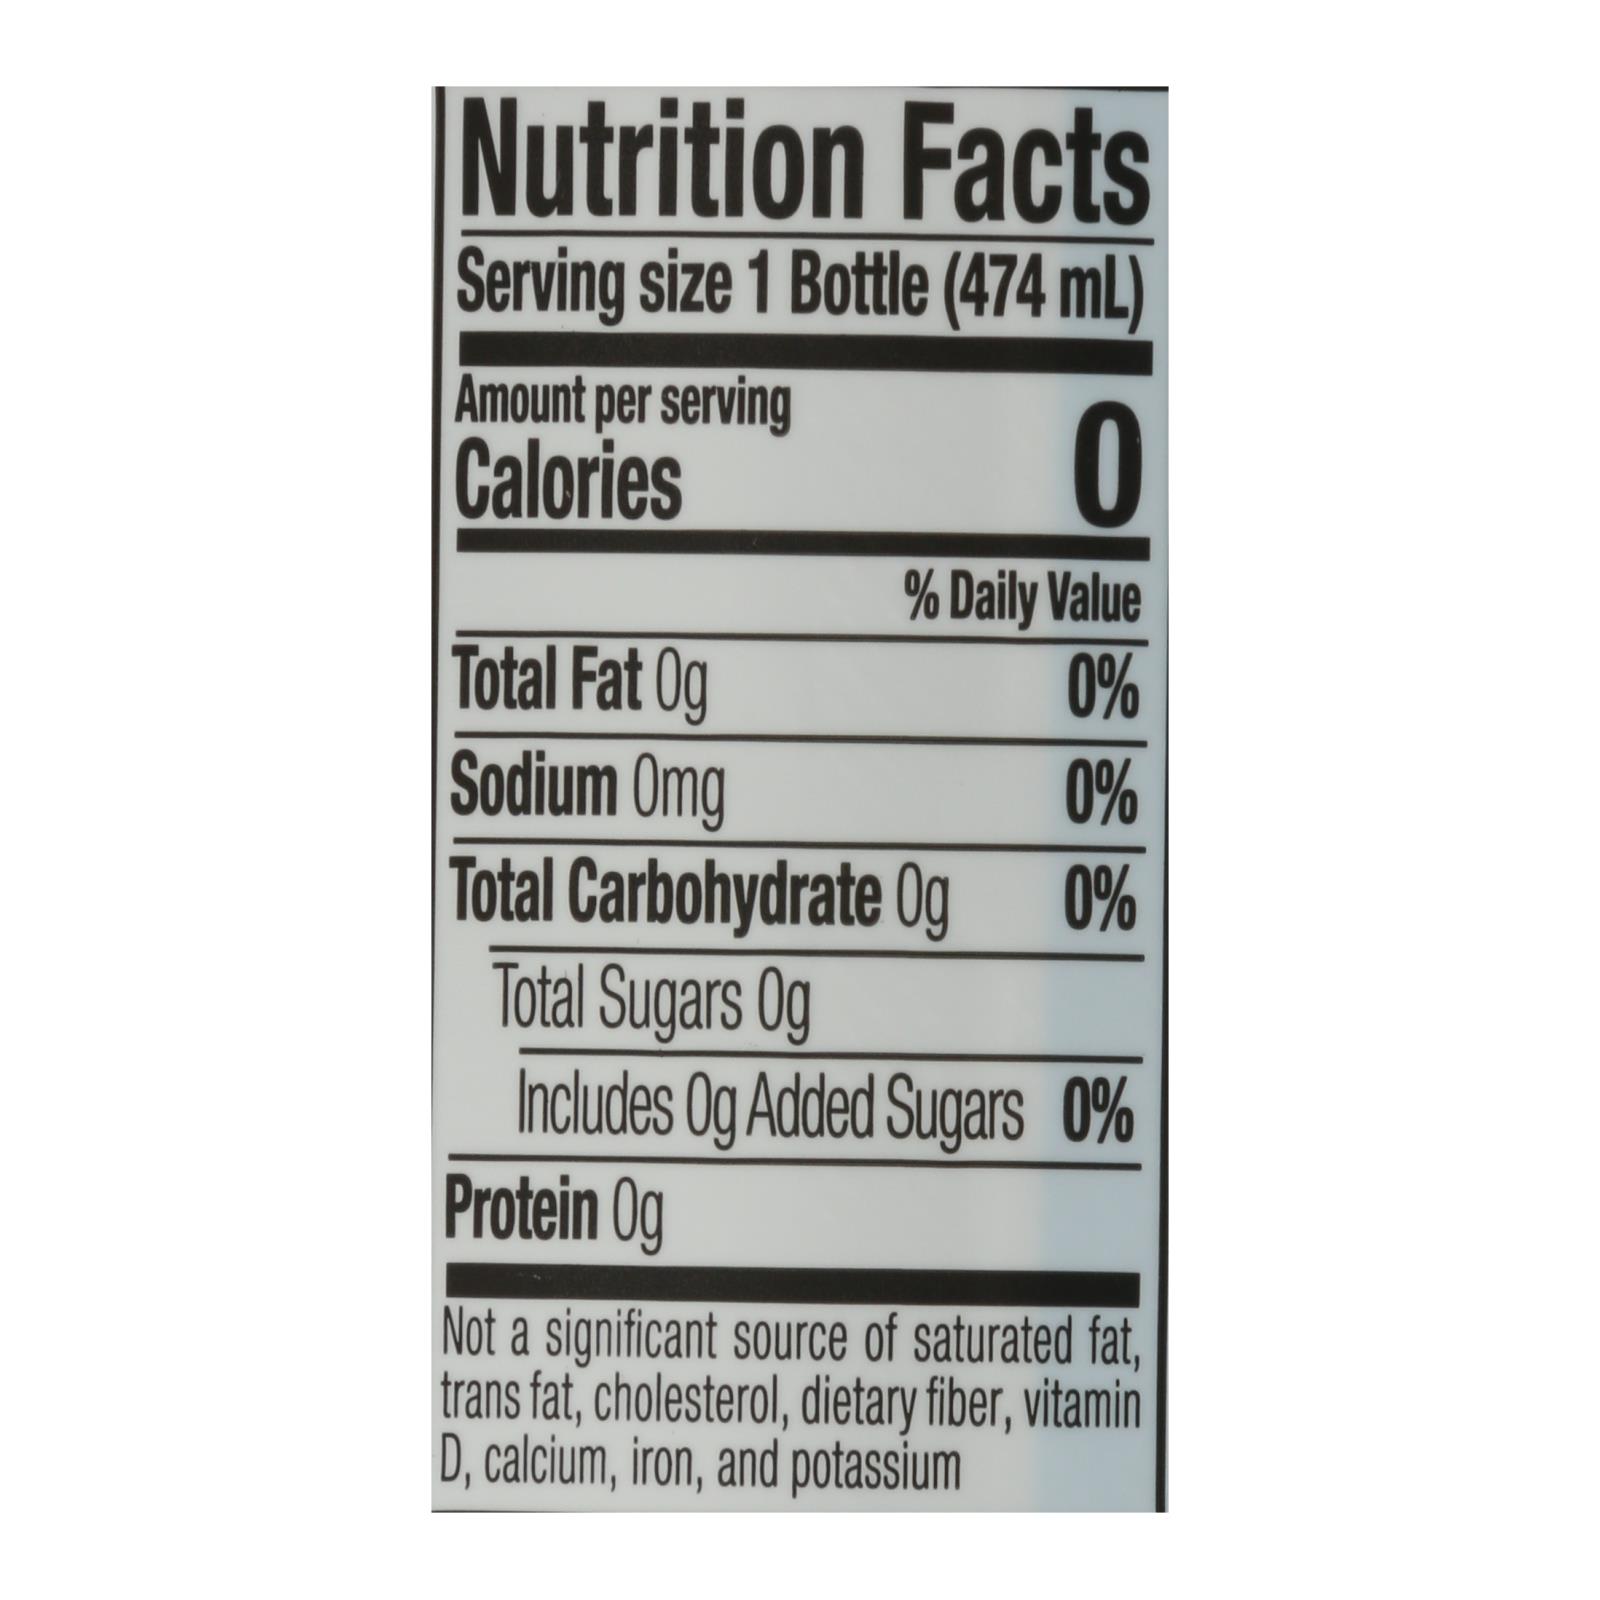 Nutrition Facts
Serving size 1 Bottle (474 mL)
Amount per serving
Calories 0
% Daily Value
Total Fat 0g 0%
Sodium 0mg 0%
Total Carbohydrate 0g 0%
Total Sugars 0g
Includes 0g Added Sugars 0%
Protein 0g
Not a significant source of saturated fat,
trans fat, cholesterol, dietary fiber, vitamin
D, calcium, iron, and potassium